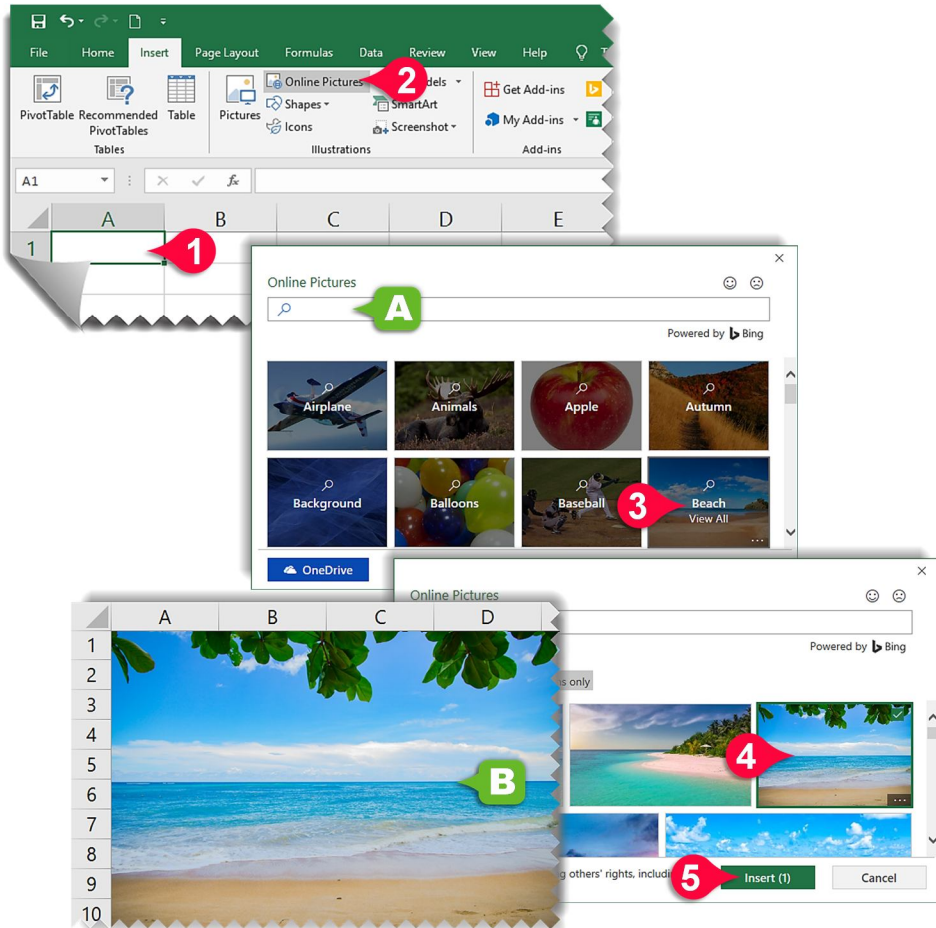 File Home Insert Page Layout Formulas Data Review View Help
PivotTable Recommended PivotTables Table Pictures
Online Pictures 2
Shapes SmartArt
Icons Screenshot
Get Add-ins
My Add-ins
Tables Illustrations Add-ins
A1 fx
A B C D E
1 1
Online Pictures
A
Powered by Bing
Airplane Animals Apple Autumn
Background Balloons Baseball 3 Beach
View All
OneDrive
Online Pictures
Powered by Bing
only
4
g others' rights, 5 Insert (1) Cancel
A B C D
1
2
3
4
5
6 B
7
8
9
10